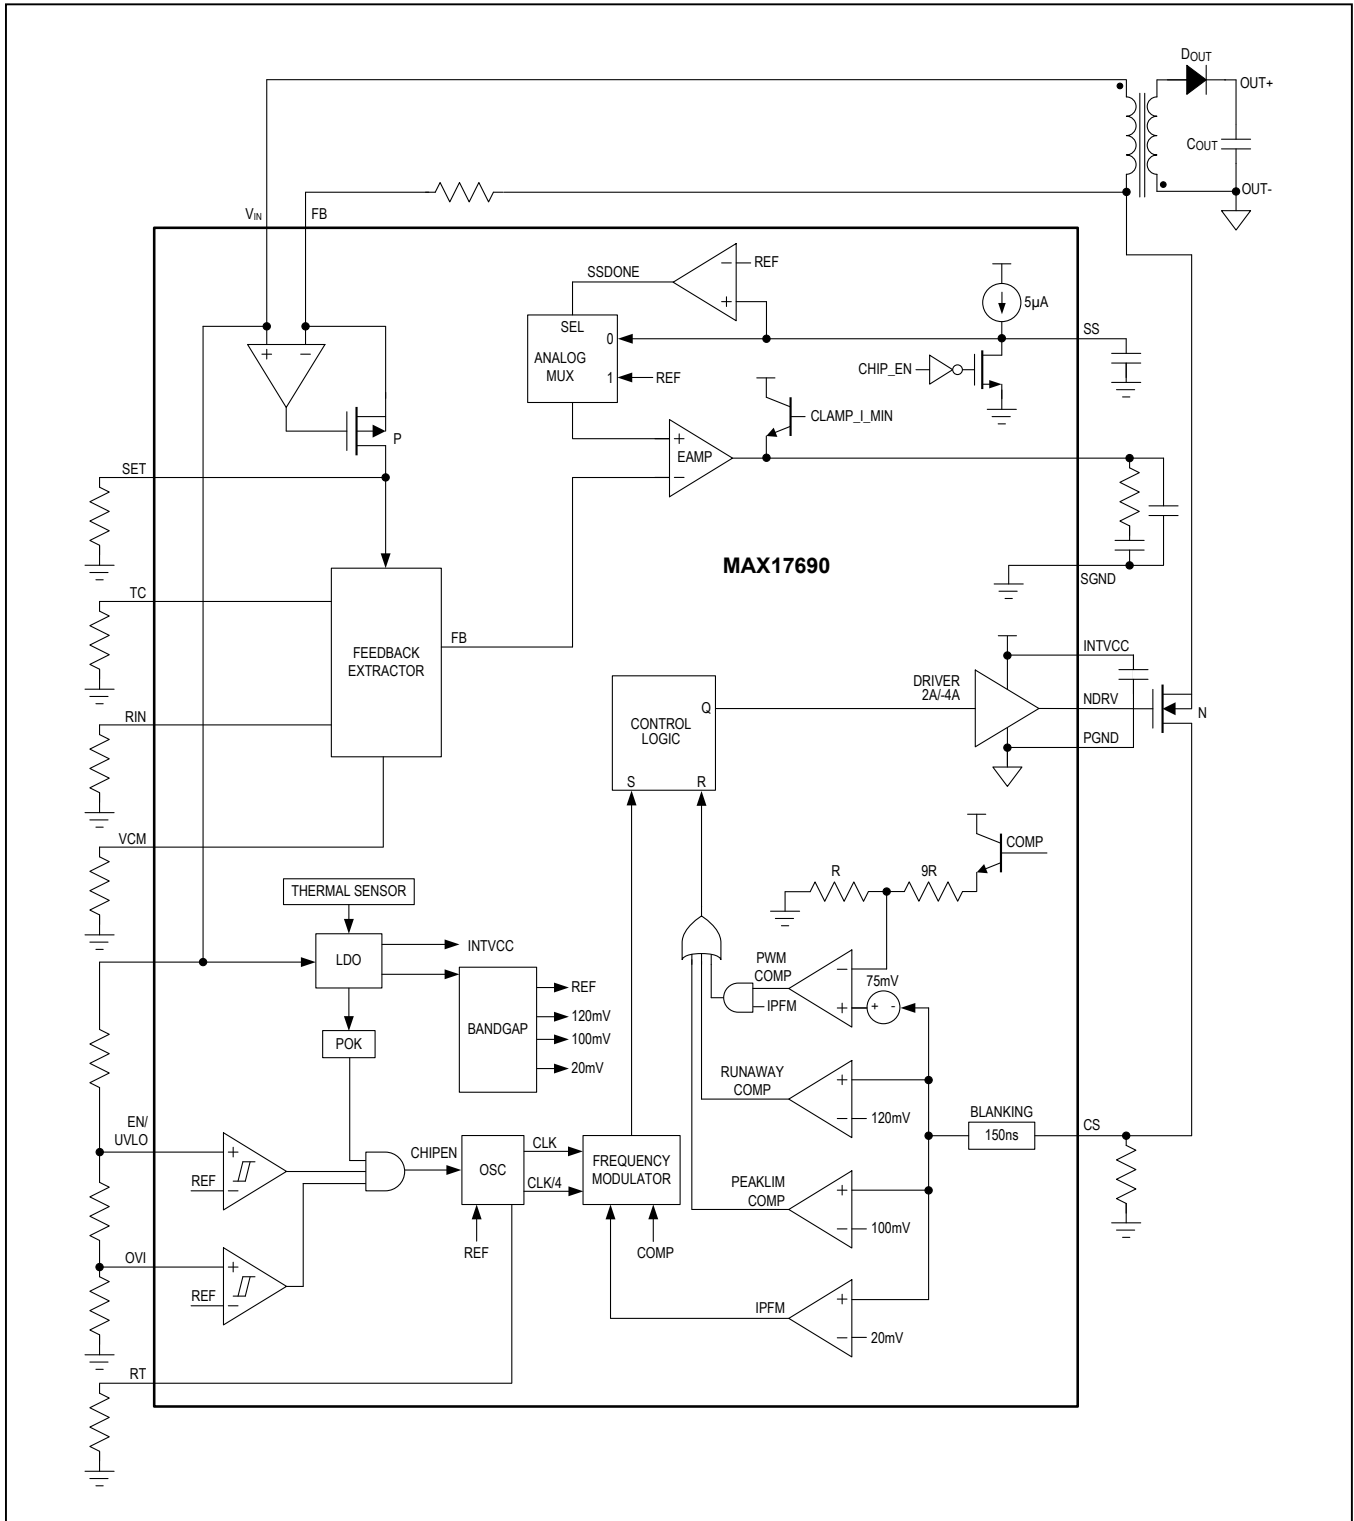 DOUT
OUT+
COUT
OUT-
VIN
FB
SSDONE
−
REF
+
5µA
SEL
0
ANALOG
MUX
1
REF
SS
CHIP_EN
+
−
P
CLAMP_I_MIN
+
EAMP
−
SET
MAX17690
SGND
TC
FEEDBACK
EXTRACTOR
FB
INTVCC
DRIVER
2A/-4A
NDRV
N
Q
CONTROL
LOGIC
S
R
PGND
RIN
VCM
COMP
R
9R
THERMAL SENSOR
LDO
INTVCC
PWM
COMP
−
+
75mV
+ -
IPFM
BANDGAP
REF
120mV
100mV
20mV
POK
RUNAWAY
COMP
+
−
120mV
BLANKING
150ns
CS
EN/
UVLO
+
REF
−
CHIPEN
OSC
CLK
CLK/4
FREQUENCY
MODULATOR
PEAKLIM
COMP
+
−
100mV
REF
COMP
OVI
+
REF
−
IPFM
+
−
20mV
RT